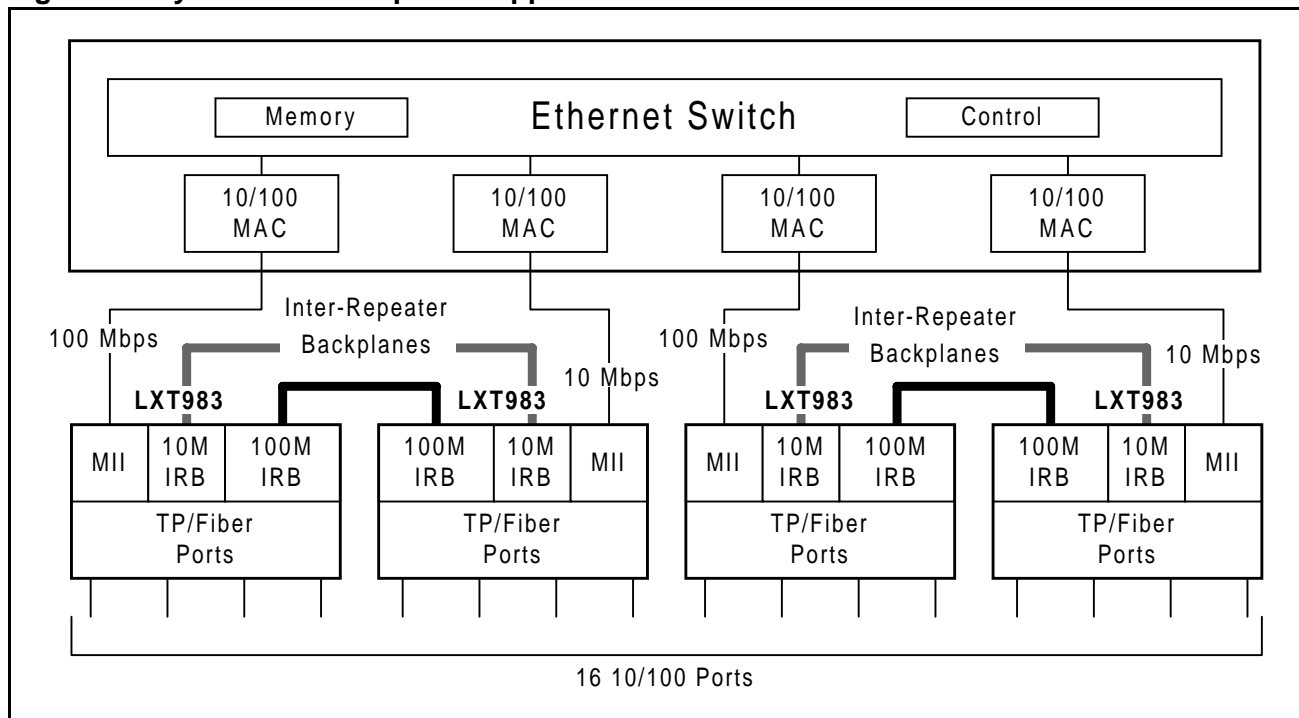 Memory
Ethernet Switch
Control
10/100
MAC
10/100
MAC
10/100
MAC
10/100
MAC
100 Mbps
Inter-Repeater
Backplanes
10 Mbps
100 Mbps
Inter-Repeater
Backplanes
10 Mbps
LXT983
LXT983
LXT983
LXT983
MII
10M
IRB
100M
IRB
100M
IRB
10M
IRB
MII
MII
10M
IRB
100M
IRB
100M
IRB
10M
IRB
MII
TP/Fiber
Ports
TP/Fiber
Ports
TP/Fiber
Ports
TP/Fiber
Ports
16 10/100 Ports